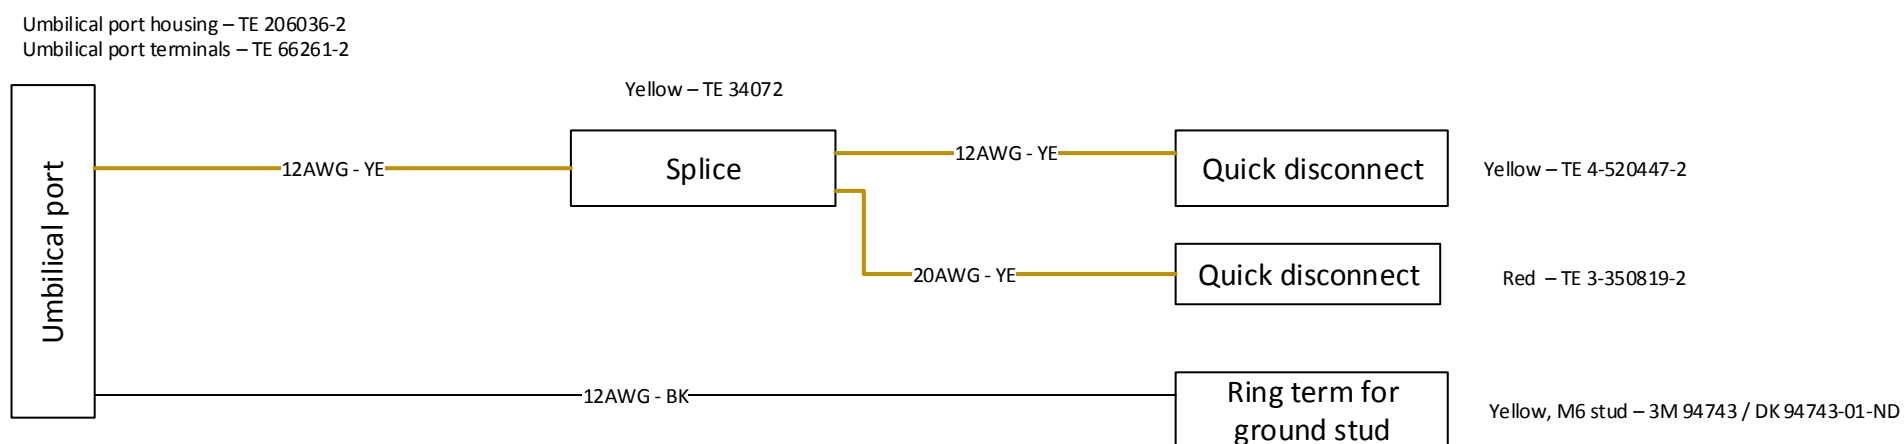 Umbilical port housing – TE 206036-2
Umbilical port terminals – TE 66261-2
Yellow – TE 34072
Umbilical port
12AWG - YE
Splice
12AWG - YE
Quick disconnect
Yellow – TE 4-520447-2
20AWG - YE
Quick disconnect
Red – TE 3-350819-2
12AWG - BK
Ring term for
ground stud
Yellow, M6 stud – 3M 94743 / DK 94743-01-ND